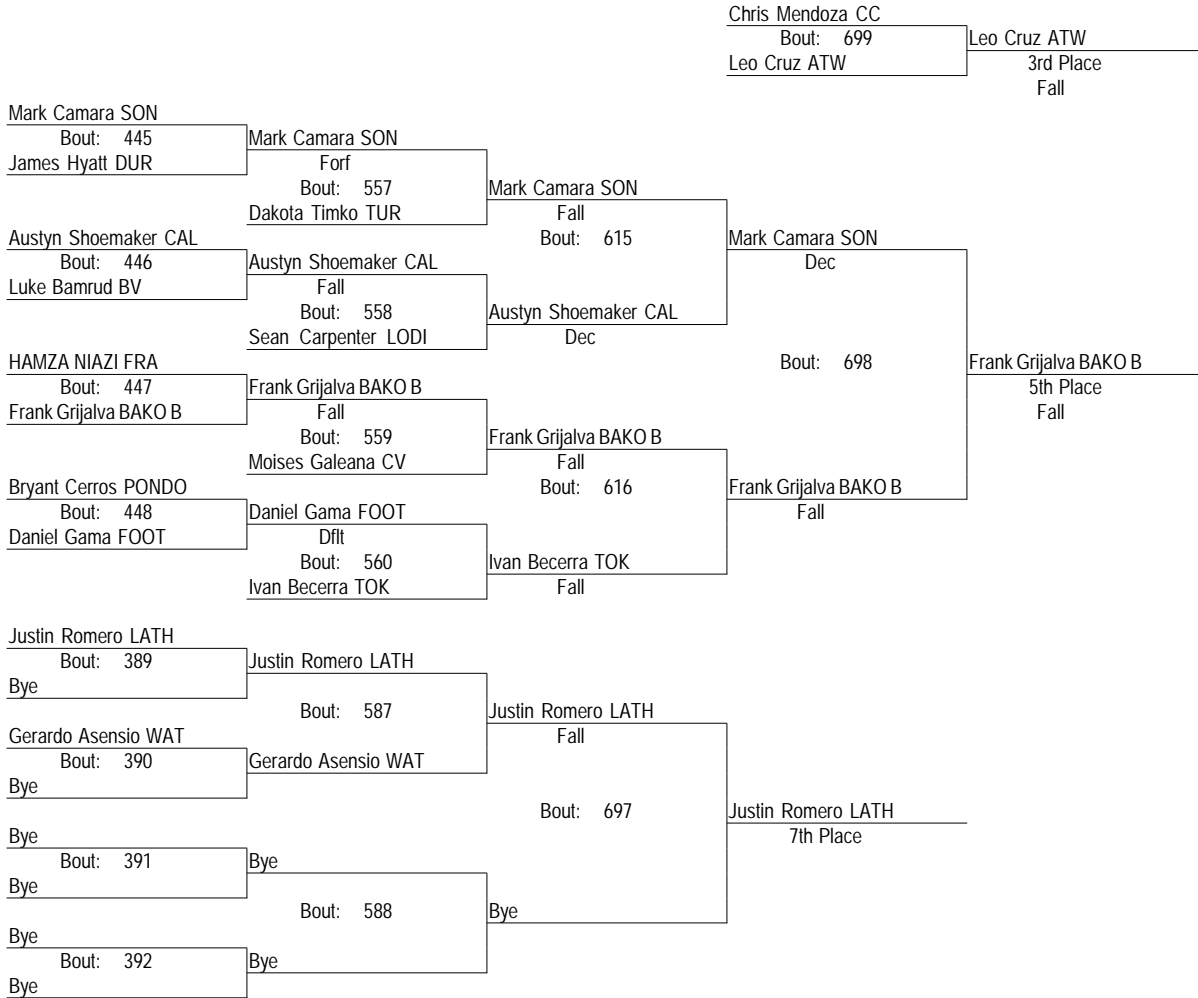 Chris Mendoza CC
Bout: 699
Leo Cruz ATW
Leo Cruz ATW
3rd Place
Fall
Mark Camara SON
Bout: 445
James Hyatt DUR
Mark Camara SON
Forf
Bout: 557
Dakota Timko TUR
Mark Camara SON
Fall
Bout: 615
Austyn Shoemaker CAL
Bout: 446
Luke Bamrud BV
Austyn Shoemaker CAL
Fall
Bout: 558
Sean Carpenter LODI
Austyn Shoemaker CAL
Dec
Mark Camara SON
Dec
Bout: 698
HAMZA NIAZI FRA
Bout: 447
Frank Grijalva BAKO B
Frank Grijalva BAKO B
Fall
Bout: 559
Moises Galeana CV
Frank Grijalva BAKO B
Fall
Bout: 616
Bryant Cerros PONDO
Bout: 448
Daniel Gama FOOT
Daniel Gama FOOT
Dflt
Bout: 560
Ivan Becerra TOK
Ivan Becerra TOK
Fall
Frank Grijalva BAKO B
Fall
Frank Grijalva BAKO B
5th Place
Fall
Justin Romero LATH
Bout: 389
Bye
Justin Romero LATH
Bout: 587
Gerardo Asensio WAT
Bout: 390
Bye
Gerardo Asensio WAT
Justin Romero LATH
Fall
Bout: 697
Bye
Bout: 391
Bye
Bye
Bout: 588
Bye
Bout: 392
Bye
Bye
Bye
Justin Romero LATH
7th Place